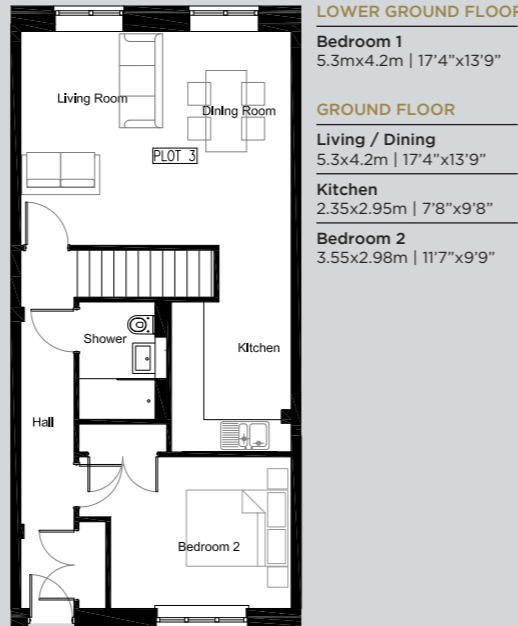 LOWER GROUND FLOOR
Bedroom 1
5.3mx4.2m | 17'4”x13'9”
GROUND FLOOR
Living / Dining
5.3x4.2m | 17'4”x13'9”
Kitchen
2.35x2.95m | 7'8”x9'8”
Bedroom 2
3.55x2.98m | 11'7”x9'9”
Living Room
Dining Room
PLOT 3
Shower
Kitchen
Hall
Bedroom 2